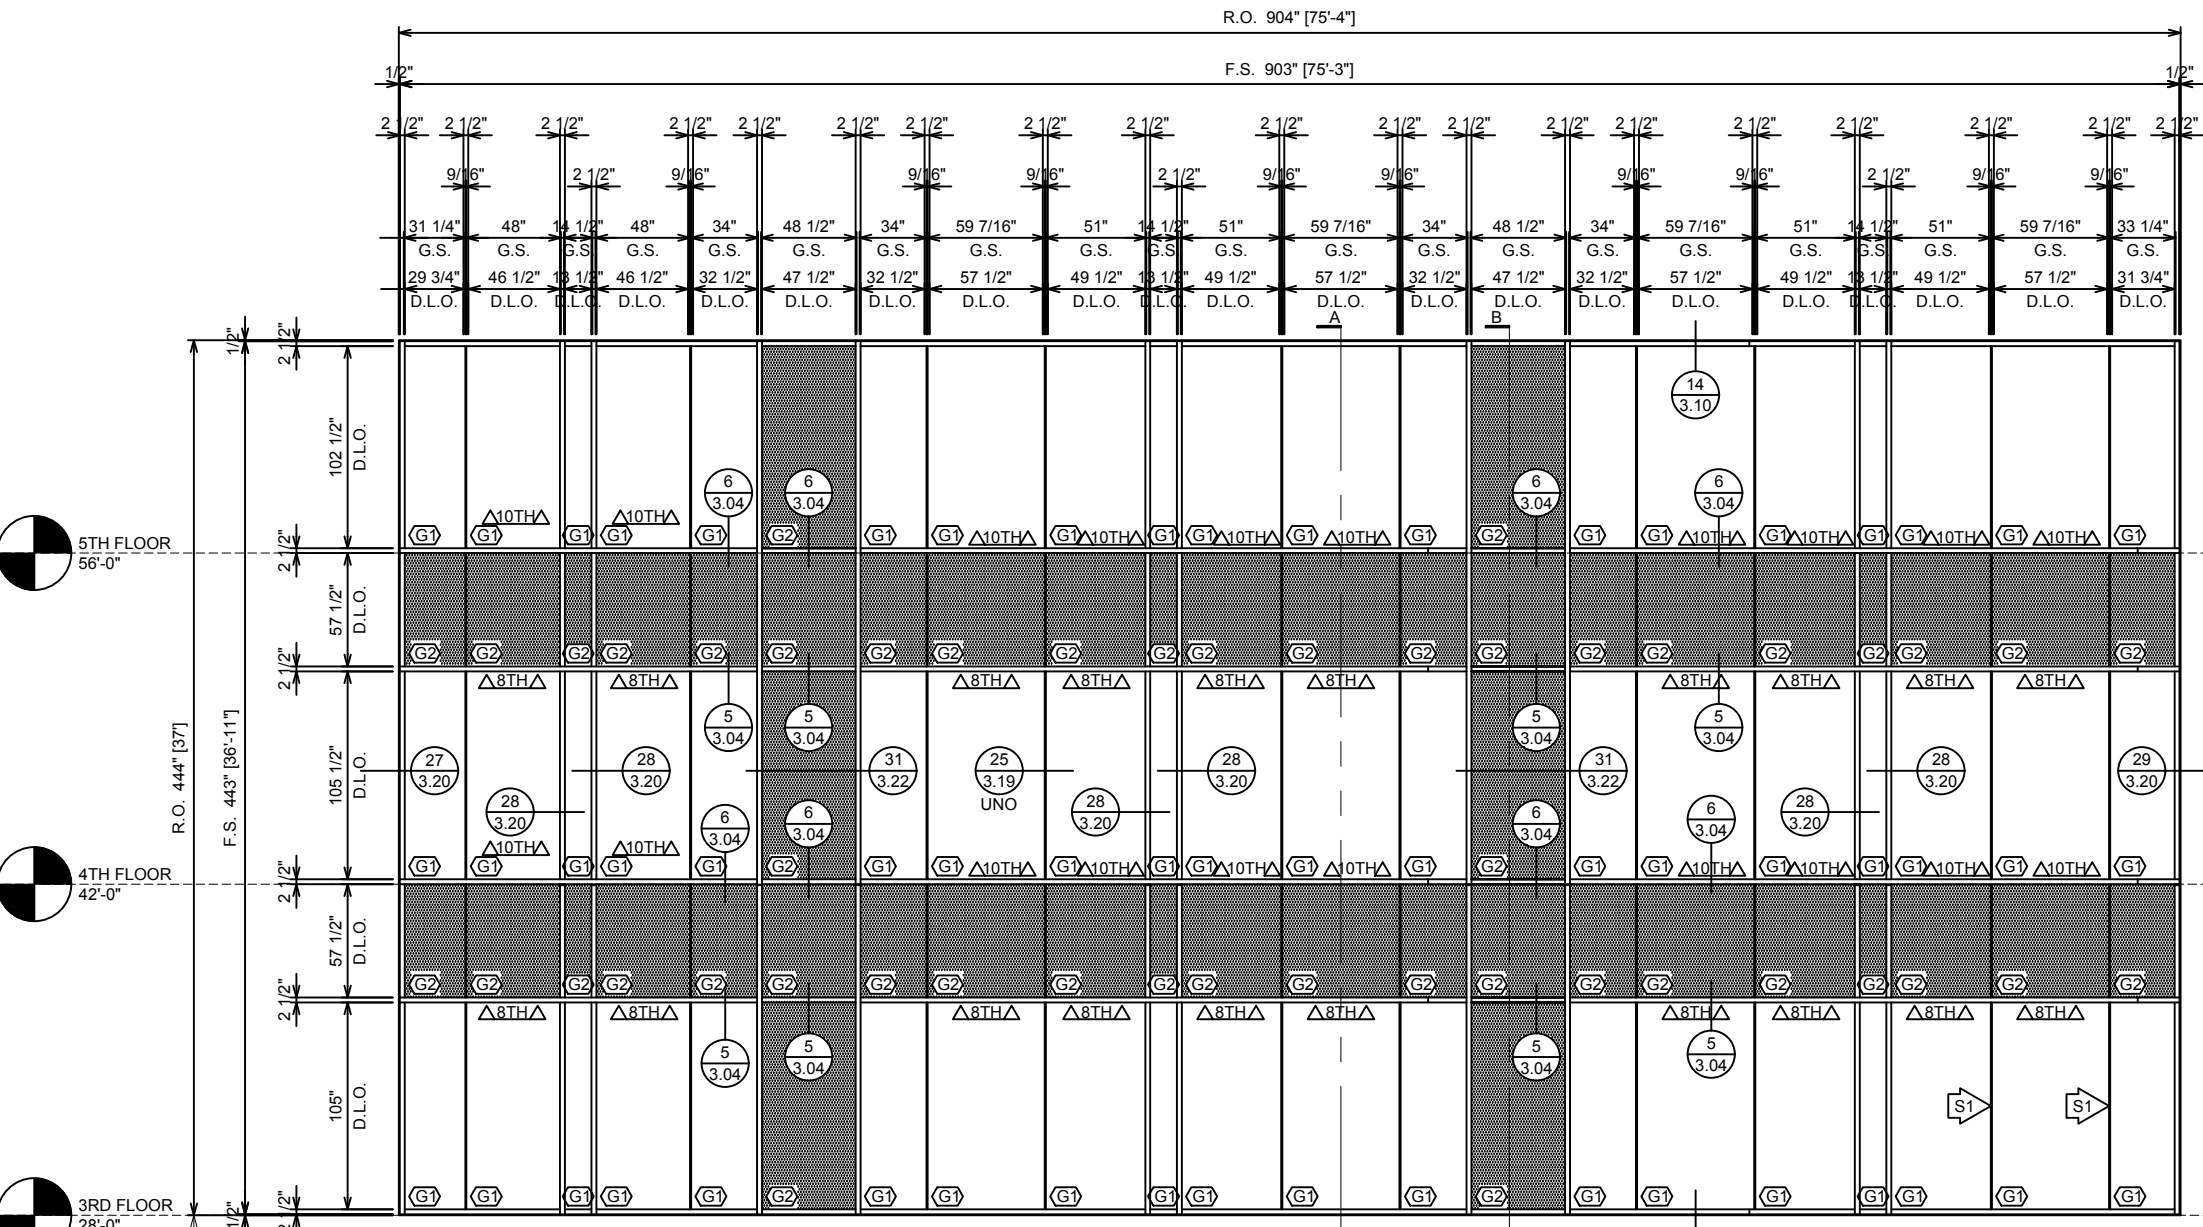 R.O. 904" [75'-4"]
1/2" F.S. 903" [75'-3"] 1/2"
2 1/2" 2 1/2" 2 1/2" 2 1/2" 2 1/2" 2 1/2" 2 1/2" 2 1/2" 2 1/2" 2 1/2" 2 1/2" 2 1/2" 2 1/2" 2 1/2" 2 1/2" 2 1/2" 2 1/2" 2 1/2" 2 1/2"
9/16" 2 1/2" 9/16" 9/16" 9/16" 2 1/2" 9/16" 9/16" 9/16" 9/16" 2 1/2" 9/16" 9/16"
31 1/4" 48" 14 1/2" 48" 34" 48 1/2" 34" 59 7/16" 51" 14 1/2" 51" 59 7/16" 34" 48 1/2" 34" 59 7/16" 51" 14 1/2" 51" 59 7/16" 33 1/4"
G.S. G.S. G.S. G.S. G.S. G.S. G.S. G.S. G.S. G.S. G.S. G.S. G.S. G.S. G.S. G.S. G.S. G.S. G.S. G.S. G.S.
29 3/4" 46 1/2" 13 1/2" 46 1/2" 32 1/2" 47 1/2" 32 1/2" 57 1/2" 49 1/2" 13 1/2" 49 1/2" 57 1/2" 32 1/2" 47 1/2" 32 1/2" 57 1/2" 49 1/2" 13 1/2" 49 1/2" 57 1/2" 31 3/4"
D.L.O. D.L.O. D.L.O. D.L.O. D.L.O. D.L.O. D.L.O. D.L.O. D.L.O. D.L.O. D.L.O. D.L.O. D.L.O. D.L.O. D.L.O. D.L.O. D.L.O. D.L.O. D.L.O. D.L.O. D.L.O.
A B
R.O. 444" [37']
F.S. 443" [36'-11"]
1/2"
2 1/2"
102 1/2"
D.L.O.
2 1/2"
57 1/2"
D.L.O.
2 1/2"
105 1/2"
D.L.O.
2 1/2"
57 1/2"
D.L.O.
2 1/2"
105"
D.L.O.
2 1/2"
1/2"
14
3.10
6 6 6 6
3.04 3.04 3.04 3.04
10TH 10TH
G1 G1 G1 G1 G1 G2 G1 G1 10TH G1 10TH G1 G1 10TH G1 10TH G1 G2 G1 G1 10TH G1 10TH G1 G1 10TH G1 10TH G1
5TH FLOOR
56'-0"
G2 G2 G2 G2 G2 G2 G2 G2 G2 G2 G2 G2 G2 G2 G2 G2 G2 G2 G2 G2 G2
8TH 8TH 8TH 8TH 8TH 8TH 8TH 8TH 8TH 8TH
5 5 5 5
3.04 3.04 3.04 3.04
27 28 31 25 28 31 28 29
3.20 3.20 3.22 3.19 3.20 3.22 3.20 3.20
UNO
28 28 28
3.20 3.20 3.20
6 6 6 6
3.04 3.04 3.04 3.04
10TH 10TH
G1 G1 G1 G1 G1 G2 G1 G1 10TH G1 10TH G1 G1 10TH G1 10TH G1 G2 G1 G1 10TH G1 10TH G1 G1 10TH G1 10TH G1
4TH FLOOR
42'-0"
G2 G2 G2 G2 G2 G2 G2 G2 G2 G2 G2 G2 G2 G2 G2 G2 G2 G2 G2 G2 G2
8TH 8TH 8TH 8TH 8TH 8TH 8TH 8TH 8TH 8TH
5 5 5 5
3.04 3.04 3.04 3.04
S1 S1
G1 G1 G1 G1 G1 G2 G1 G1 G1 G1 G1 G1 G1 G2 G1 G1 G1 G1 G1 G1 G1
3RD FLOOR
28'-0"